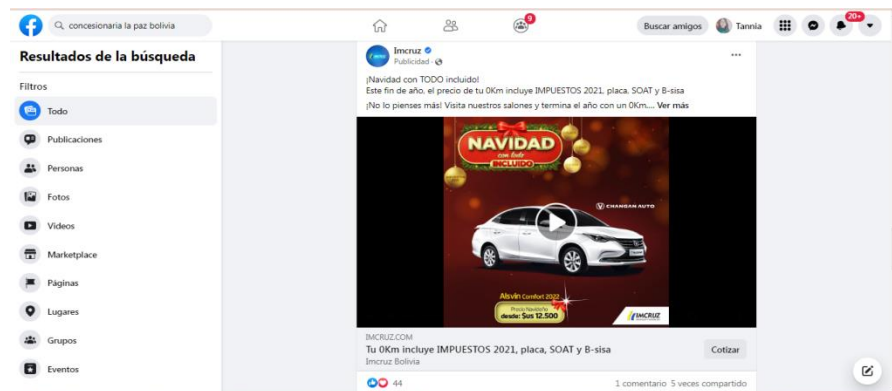 concesionaria la paz bolivia
9
Buscar amigos
Tannia
20+
Resultados de la búsqueda
Filtros
Todo
Publicaciones
Personas
Fotos
Videos
Marketplace
Páginas
Lugares
Grupos
Eventos
Imcruz
Publicidad ·
¡Navidad con TODO incluido!
Este fin de año, el precio de tu 0Km incluye IMPUESTOS 2021, placa, SOAT y B-sisa
¡No lo pienses más! Visita nuestros salones y termina el año con un 0Km.... Ver más
NAVIDAD
con todo
INCLUIDO
CHANGAN AUTO
Alsvin Comfort 2022
Precio Navideño
desde: $us 12.500
IMCRUZ
IMCRUZ.COM
Tu 0Km incluye IMPUESTOS 2021, placa, SOAT y B-sisa
Imcruz Bolivia
Cotizar
44
1 comentario 5 veces compartido